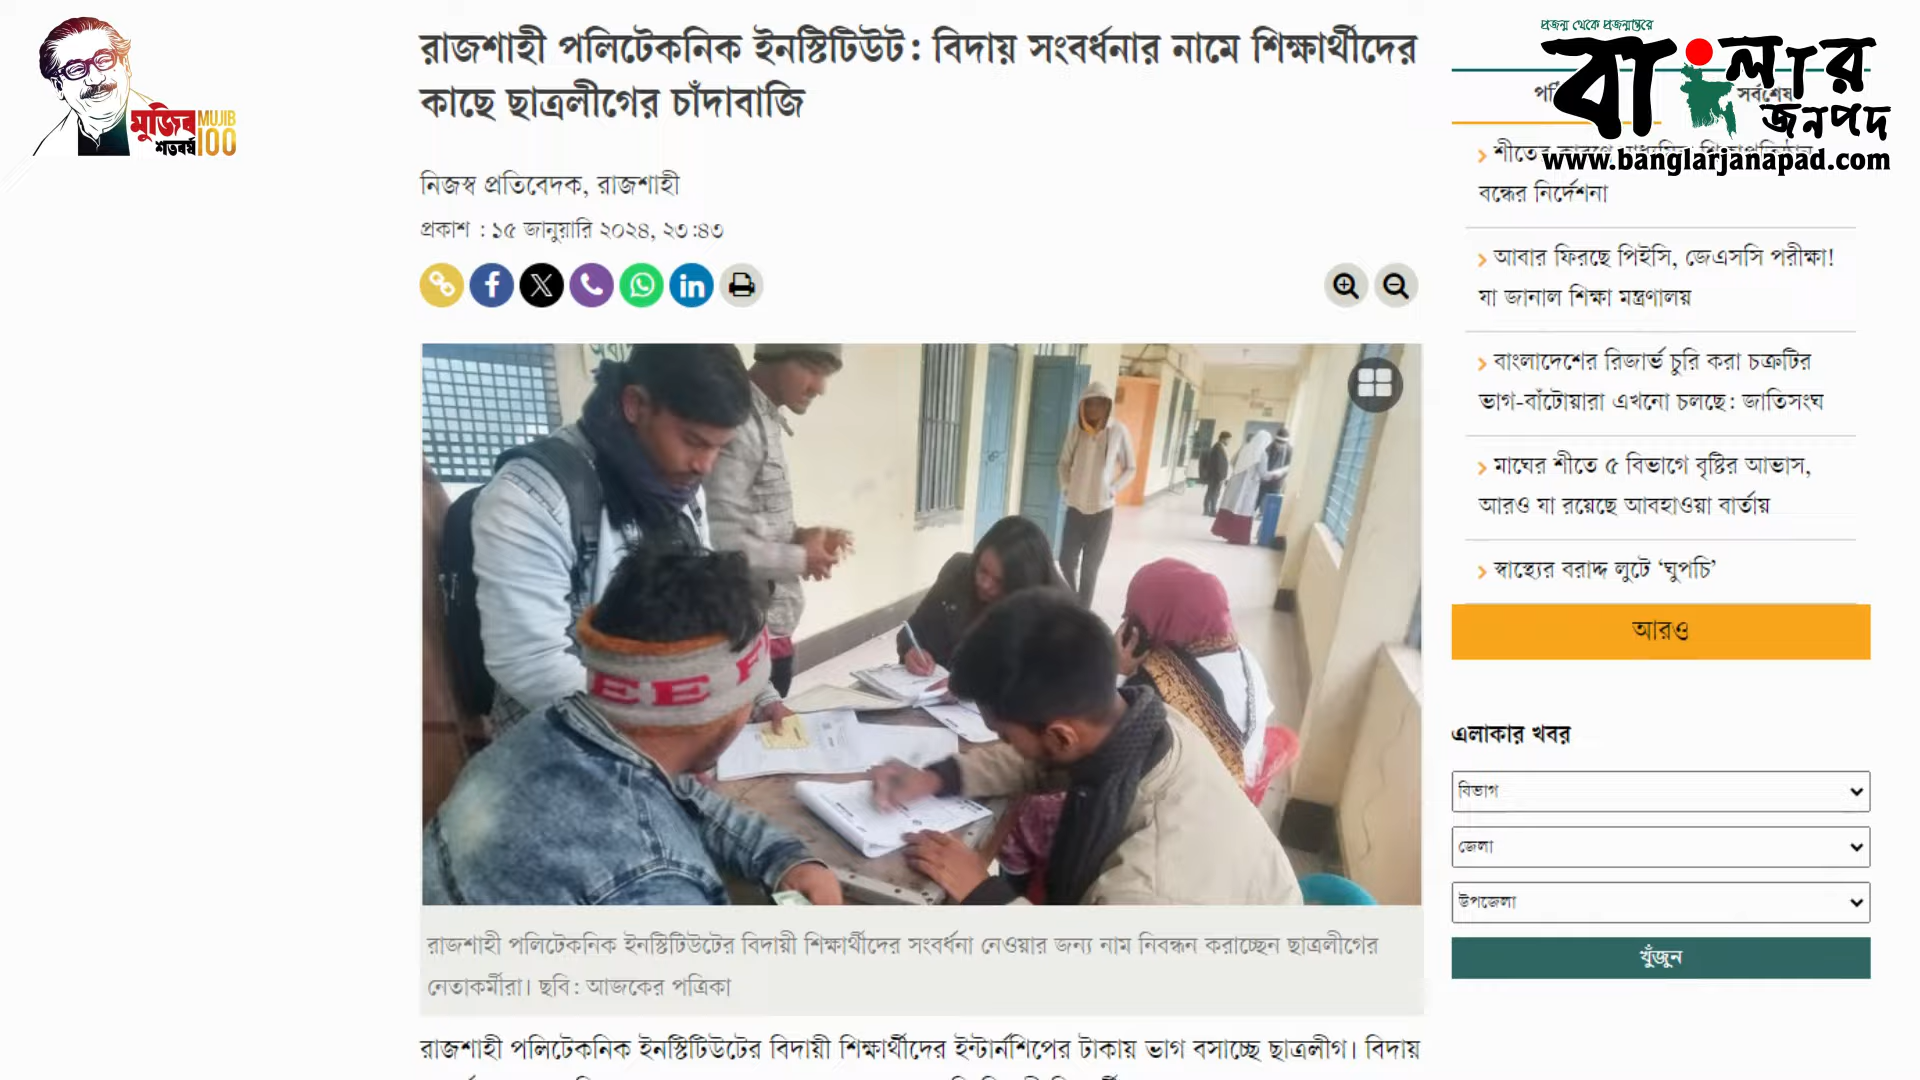 রাজশাহী পলিটেকনিক ইনস্টিটিউট: বিদায় সংবর্ধনার নামে শিক্ষার্থীদের
কাছে ছাত্রলীগের চাঁদাবাজি
মুজিব
শতবর্ষ
MUJIB
100
প্রজন্ম থেকে প্রজন্মান্তরে
বাংলার
জনপদ
www.banglarjanapad.com
সর্বশেষ
নিজস্ব প্রতিবেদক, রাজশাহী
প্রকাশ : ১৫ জানুয়ারি ২০২৪, ২৩:৪৩
শীতের কারণে
বন্ধের নির্দেশনা
আবার ফিরছে পিইসি, জেএসসি পরীক্ষা!
যা জানাল শিক্ষা মন্ত্রণালয়
বাংলাদেশের রিজার্ভ চুরি করা চক্রটির
ভাগ-বাঁটোয়ারা এখনো চলছে: জাতিসংঘ
মাঘের শীতে ৫ বিভাগে বৃষ্টির আভাস,
আরও যা রয়েছে আবহাওয়া বার্তায়
স্বাস্থ্যের বরাদ্দ লুটে ‘ঘুপচি’
আরও
এলাকার খবর
বিভাগ
জেলা
উপজেলা
খুঁজুন
রাজশাহী পলিটেকনিক ইনস্টিটিউটের বিদায়ী শিক্ষার্থীদের সংবর্ধনা নেওয়ার জন্য নাম নিবন্ধন করাচ্ছেন ছাত্রলীগের
নেতাকর্মীরা। ছবি: আজকের পত্রিকা
রাজশাহী পলিটেকনিক ইনস্টিটিউটের বিদায়ী শিক্ষার্থীদের ইন্টার্নশিপের টাকায় ভাগ বসাচ্ছে ছাত্রলীগ। বিদায়